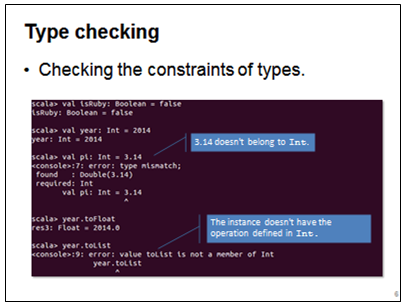 Type checking
• Checking the constraints of types.
scala> val isRuby: Boolean = false
isRuby: Boolean = false
scala> val year: Int = 2014
year: Int = 2014
3.14 doesn't belong to Int.
scala> val pi: Int = 3.14
<console>:7: error: type mismatch;
found   : Double(3.14)
required: Int
val pi: Int = 3.14
^
scala> year.toFloat
res3: Float = 2014.0
The instance doesn't have the
operation defined in Int.
scala> year.toList
<console>:9: error: value toList is not a member of Int
year.toList
^
6